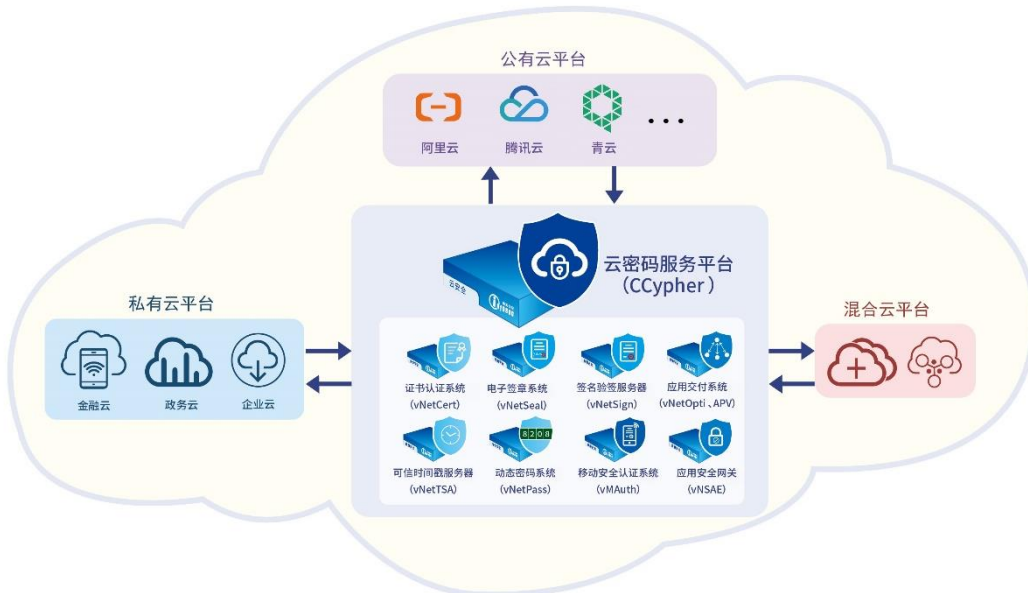 公有云平台
阿里云
腾讯云
青云
...
云密码服务平台
（CCypher）
云安全
私有云平台
金融云
政务云
企业云
混合云平台
证书认证系统
(vNetCert)
电子签章系统
(vNetSeal)
签名验签服务器
(vNetSign)
应用交付系统
(vNetOpti、APV)
8208
可信时间戳服务器
(vNetTSA)
动态密码系统
(vNetPass)
移动安全认证系统
(vMAuth)
应用安全网关
(vNSAE)